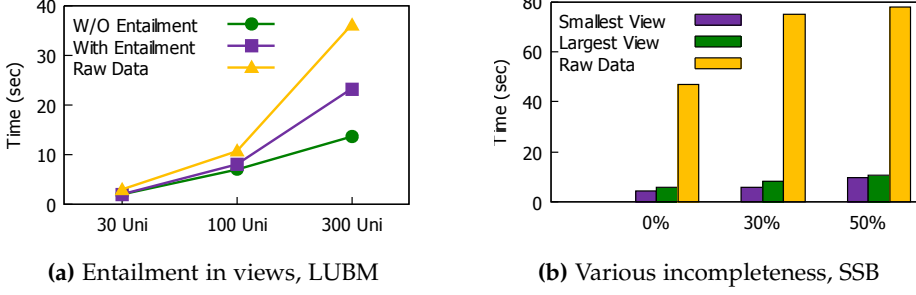 40
30
20
10
0
Time (sec)
W/O Entailment
With Entailment
Raw Data
30 Uni
100 Uni
300 Uni
(a) Entailment in views, LUBM
80
60
40
20
0
Time (sec)
Smallest View
Largest View
Raw Data
0%
30%
50%
(b) Various incompleteness, SSB